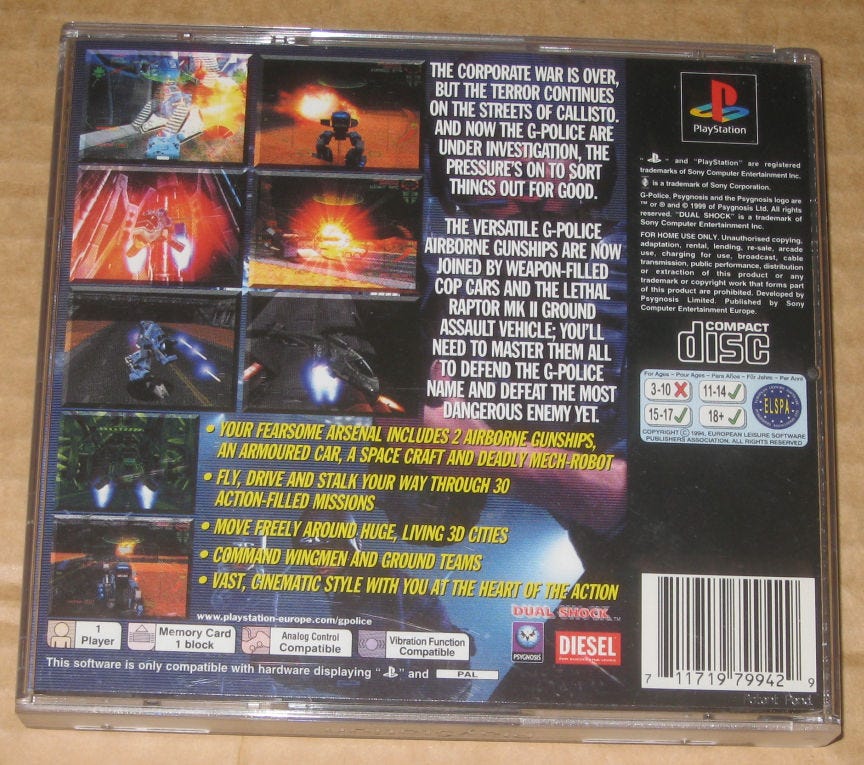 THE CORPORATE WAR IS OVER,
BUT THE TERROR CONTINUES
ON THE STREETS OF CALLISTO.
AND NOW THE G-POLICE ARE
UNDER INVESTIGATION, THE
PRESSURE'S ON TO SORT
THINGS OUT FOR GOOD.
THE VERSATILE G-POLICE
AIRBORNE GUNSHIPS ARE NOW
JOINED BY WEAPON-FILLED
COP CARS AND THE LETHAL
RAPTOR MK II GROUND
ASSAULT VEHICLE; YOU'LL
NEED TO MASTER THEM ALL
TO DEFEND THE G-POLICE
NAME AND DEFEAT THE MOST
DANGEROUS ENEMY YET.
• YOUR FEARSOME ARSENAL INCLUDES 2 AIRBORNE GUNSHIPS,
AN ARMOURED CAR, A SPACE CRAFT AND DEADLY MECH-ROBOT
• FLY, DRIVE AND STALK YOUR WAY THROUGH 30
ACTION-FILLED MISSIONS
• MOVE FREELY AROUND HUGE, LIVING 3D CITIES
• COMMAND WINGMEN AND GROUND TEAMS
• VAST, CINEMATIC STYLE WITH YOU AT THE HEART OF THE ACTION
www.playstation-europe.com/gpolice
DUAL SHOCK™
1
Player
Memory Card
1 block
Analog Control
Compatible
Vibration Function
Compatible
PSYGNOSIS
DIESEL
This software is only compatible with hardware displaying " " and PAL
PlayStation
" " and "PlayStation" are registered
trademarks of Sony Computer Entertainment Inc.
is a trademark of Sony Corporation.
G-Police, Psygnosis and the Psygnosis logo are
™ or ® and © 1999 of Psygnosis Ltd. All rights
reserved. "DUAL SHOCK" is a trademark of
Sony Computer Entertainment Inc.
FOR HOME USE ONLY. Unauthorised copying,
adaptation, rental, lending, re-sale, arcade
use, charging for use, broadcast, cable
transmission, public performance, distribution
or extraction of this product or any
trademark or copyright work that forms part
of this product are prohibited. Developed by
Psygnosis Limited. Published by Sony
Computer Entertainment Europe.
COMPACT
disc
For Ages – Pour Ages – Para Años – Für Jahre – Per Anni
3-10
11-14
15-17
18+
ELSPA
COPYRIGHT © 1994, EUROPEAN LEISURE SOFTWARE
PUBLISHERS ASSOCIATION. ALL RIGHTS RESERVED
7 11719 79942 9
Patent Pend.